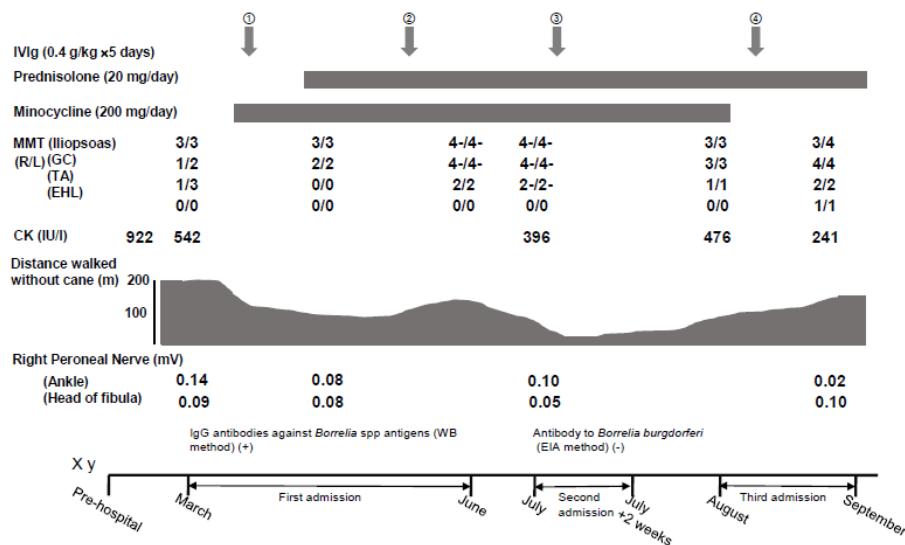 ① ② ③ ④
IVIg (0.4 g/kg ×5 days)
Prednisolone (20 mg/day)
Minocycline (200 mg/day)
MMT (Iliopsoas) 3/3 3/3 4-/4- 4-/4- 3/3 3/4
(R/L) (GC) 1/2 2/2 4-/4- 4-/4- 3/3 4/4
(TA) 1/3 0/0 2/2 2-/2- 1/1 2/2
(EHL) 0/0 0/0 0/0 0/0 0/0 1/1
CK (IU/l) 922 542 396 476 241
Distance walked
without cane (m) 200
100
Right Peroneal Nerve (mV)
(Ankle) 0.14 0.08 0.10 0.02
(Head of fibula) 0.09 0.08 0.05 0.10
IgG antibodies against Borrelia spp antigens (WB
method) (+)
Antibody to Borrelia burgdorferi
(EIA method) (-)
X y
First admission
Second
admission
Third admission
Pre-hospital March June July July
+2 weeks
August September